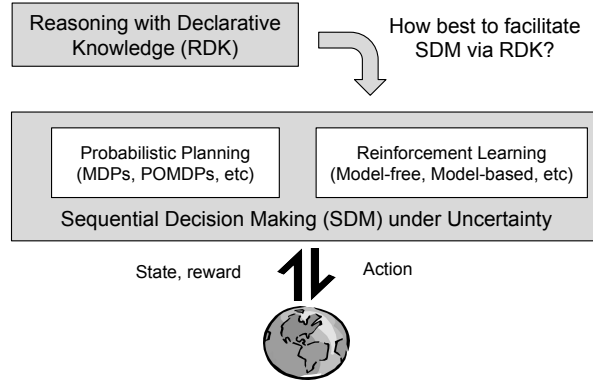 Reasoning with Declarative
Knowledge (RDK)
How best to facilitate
SDM via RDK?
Probabilistic Planning
(MDPs, POMDPs, etc)
Reinforcement Learning
(Model-free, Model-based, etc)
Sequential Decision Making (SDM) under Uncertainty
State, reward
Action